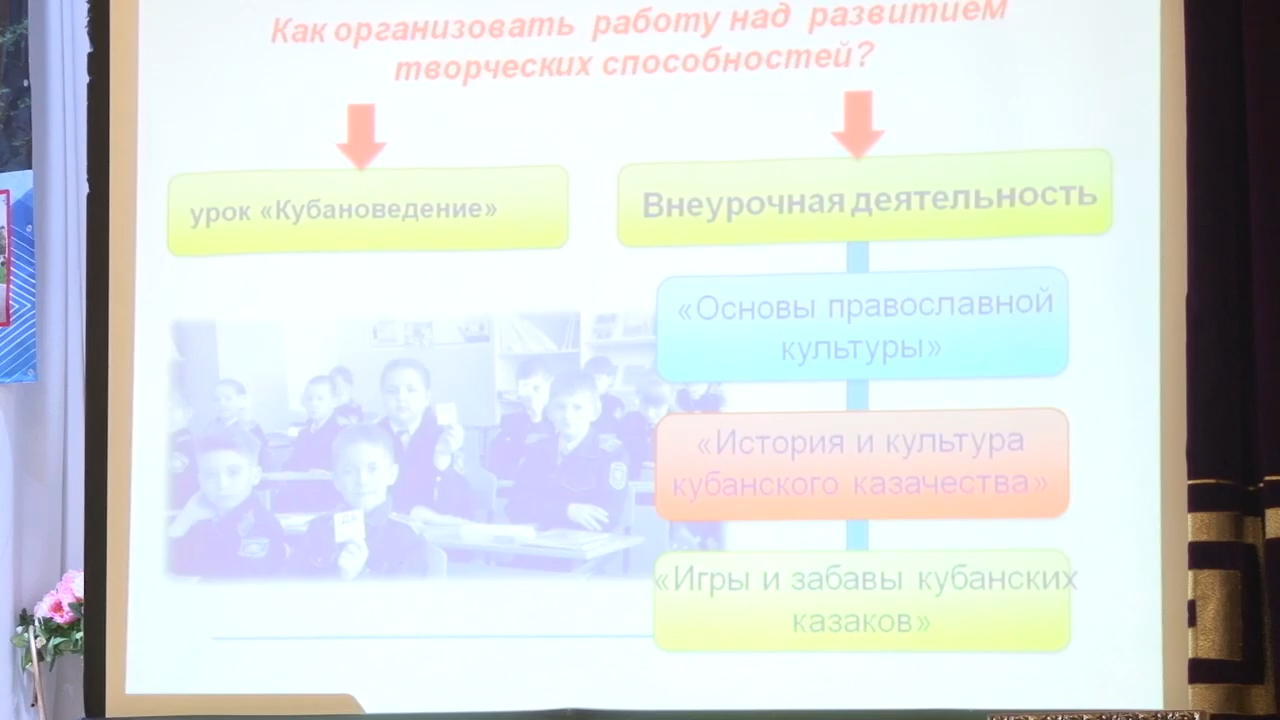 Как организовать работу над развитием
творческих способностей?
урок «Кубановедение»
Внеурочная деятельность
«Основы православной
культуры»
«История и культура
кубанского казачества»
«Игры и забавы кубанских
казаков»